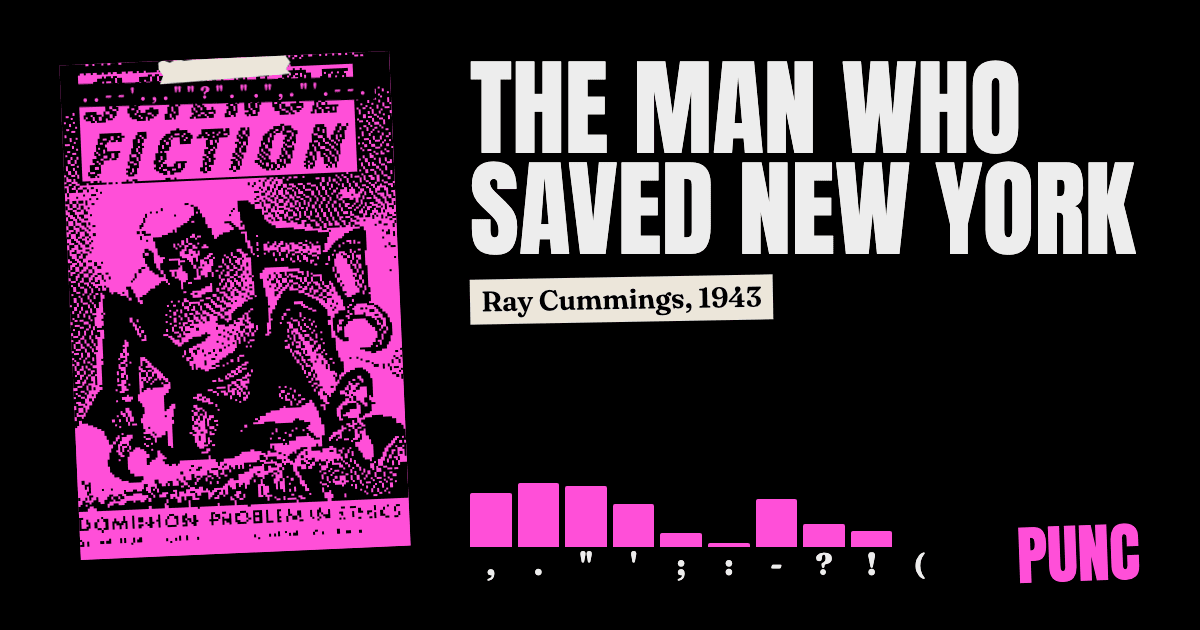 SCIENCE
FICTION
DOMINION PROBLEM IN ETHICS
THE MAN WHO
SAVED NEW YORK
Ray Cummings, 1943
, . " ' ; : - ? ! (
PUNC